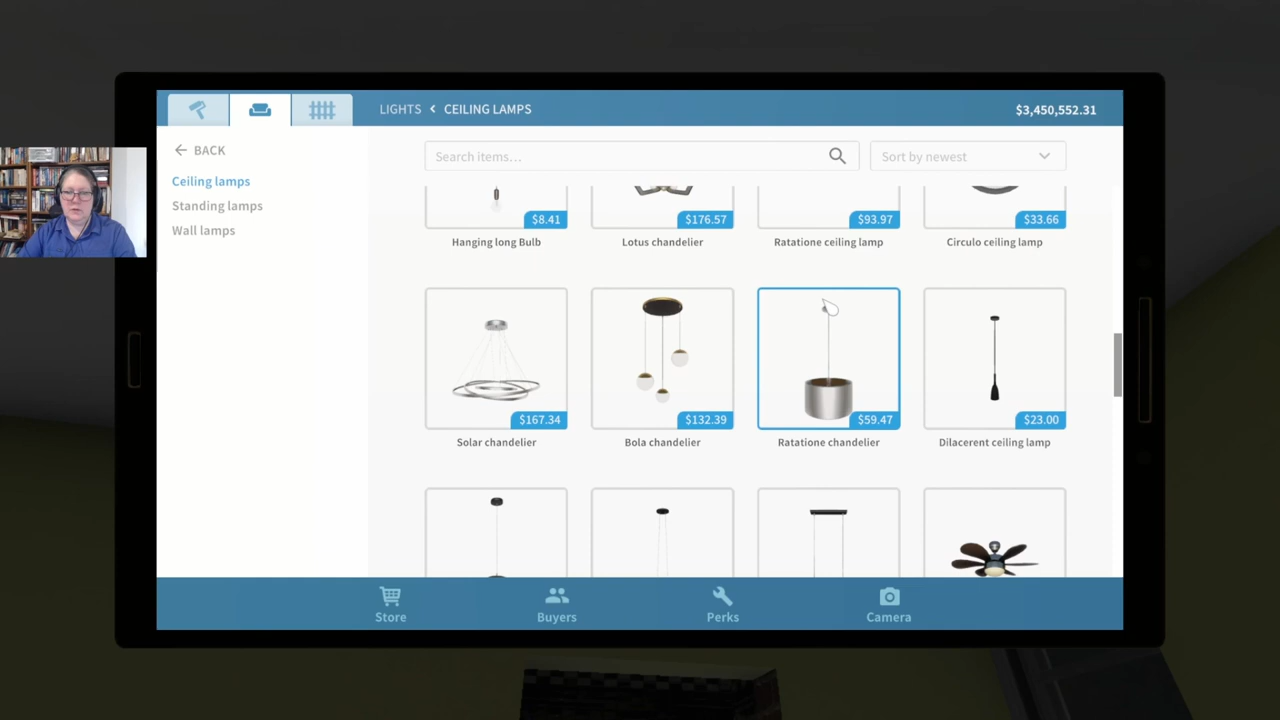 LIGHTS < CEILING LAMPS
$3,450,552.31
BACK
Ceiling lamps
Standing lamps
Wall lamps
Search items...
Sort by newest
$8.41
$176.57
$93.97
$33.66
Hanging long Bulb
Lotus chandelier
Ratatione ceiling lamp
Circulo ceiling lamp
$167.34
$132.39
$59.47
$23.00
Solar chandelier
Bola chandelier
Ratatione chandelier
Dilacerent ceiling lamp
Store
Buyers
Perks
Camera